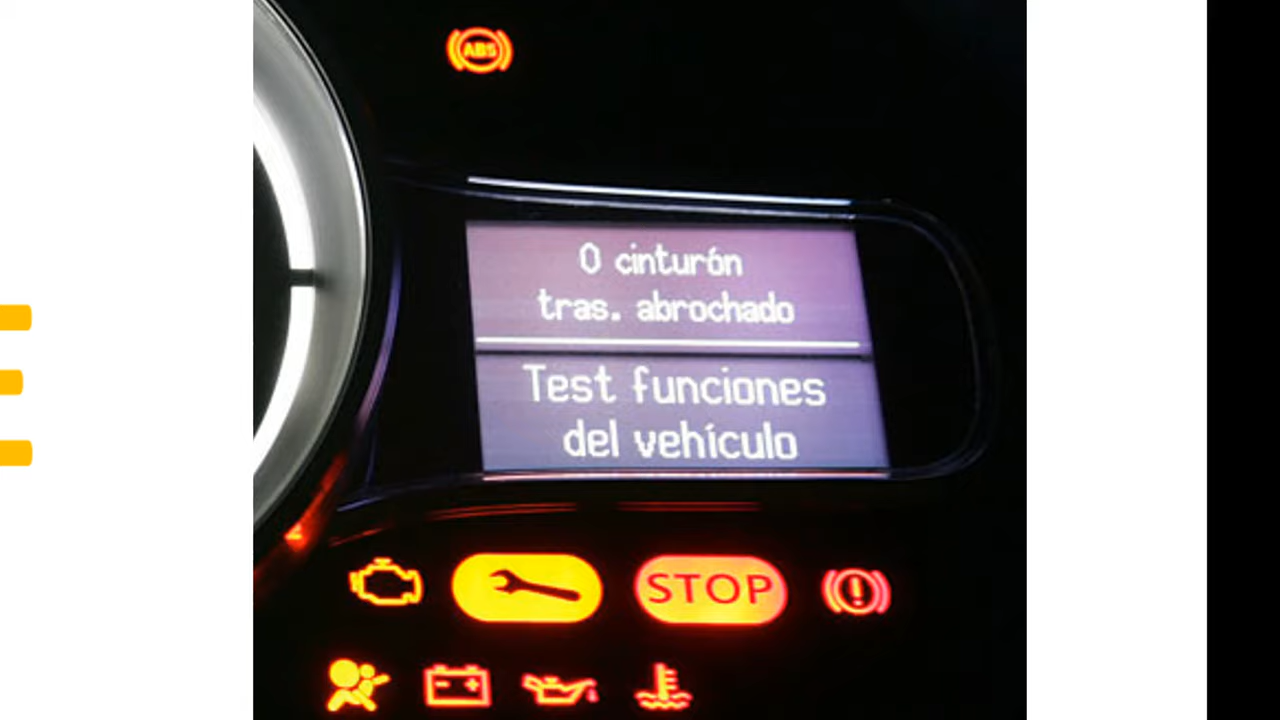 ABS
0 cinturón
tras. abrochado
Test funciones
del vehículo
STOP